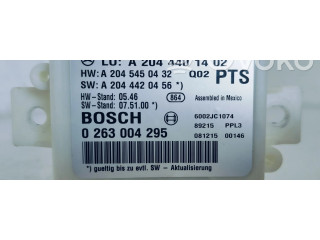 LU: A 204 440 14 02
HW: A 204 545 04 32 Q02 PTS
SW: A 204 442 04 56 *)
HW-Stand: 05.46 864 Assembled in Mexico
SW-Stand: 07.51.00 *)
BOSCH 6002JC1074
0 263 004 295 89215 PPL3
081215 00146
*) gueltig bis zu evtl. SW - Aktualisierung